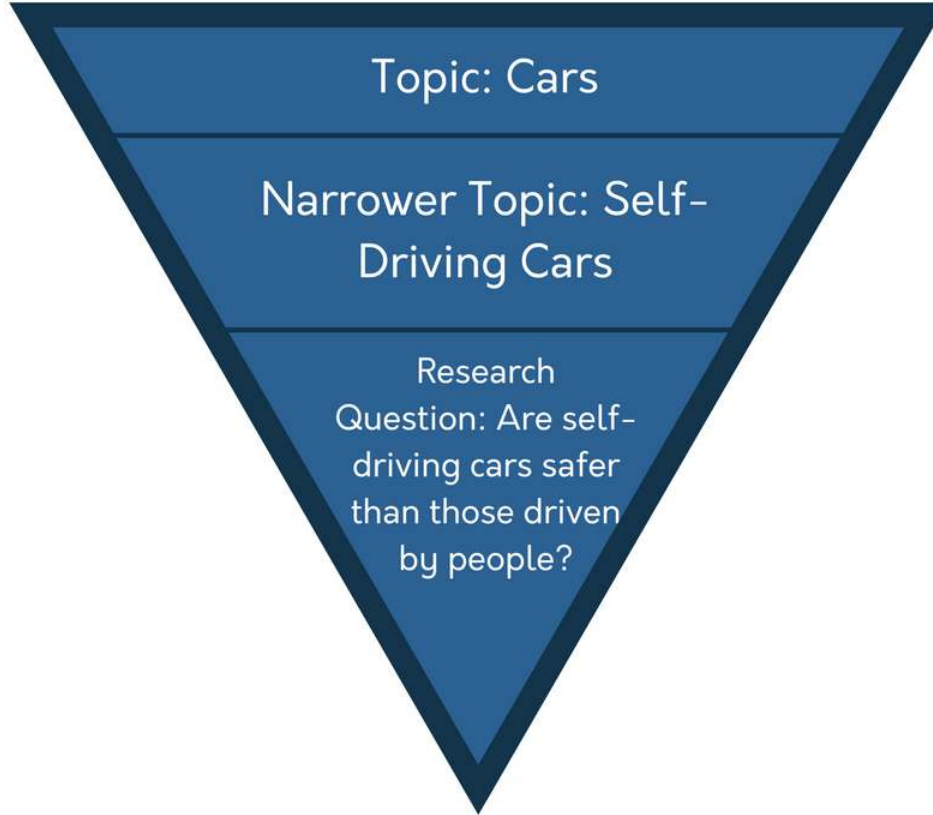 Topic: Cars
Narrower Topic: Self-
Driving Cars
Research
Question: Are self-
driving cars safer
than those driven
by people?